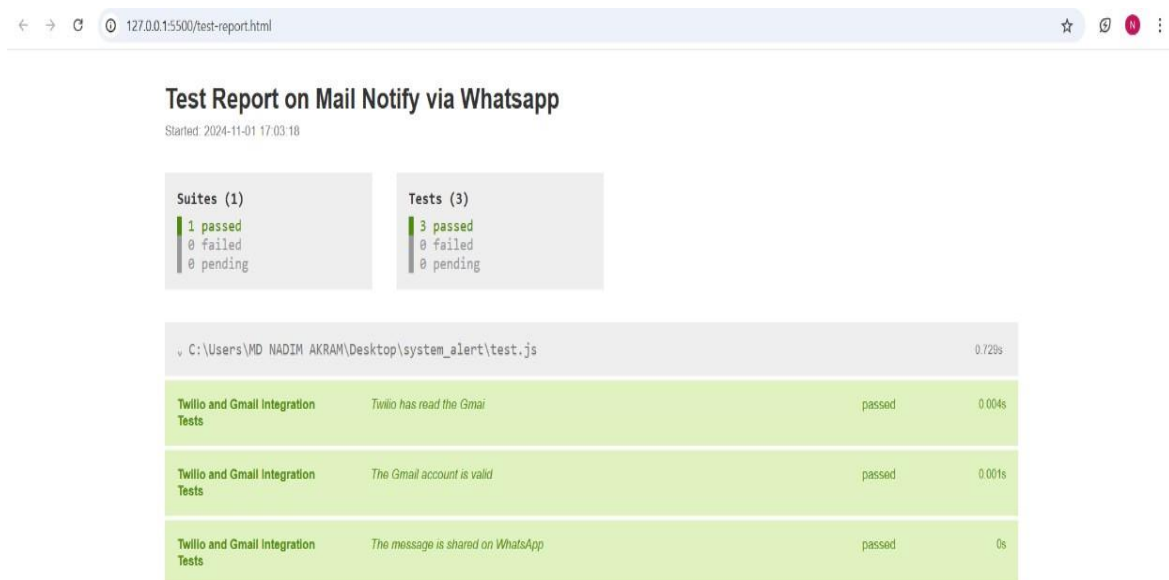 127.0.0.1:5500/test-report.html
N
Test Report on Mail Notify via Whatsapp
Started: 2024-11-01 17:03:18
Suites (1)
1 passed
0 failed
0 pending
Tests (3)
3 passed
0 failed
0 pending
C:\Users\MD NADIM AKRAM\Desktop\system_alert\test.js 0.729s
Twilio and Gmail Integration Tests Twilio has read the Gmai passed 0.004s
Twilio and Gmail Integration Tests The Gmail account is valid passed 0.001s
Twilio and Gmail Integration Tests The message is shared on WhatsApp passed 0s